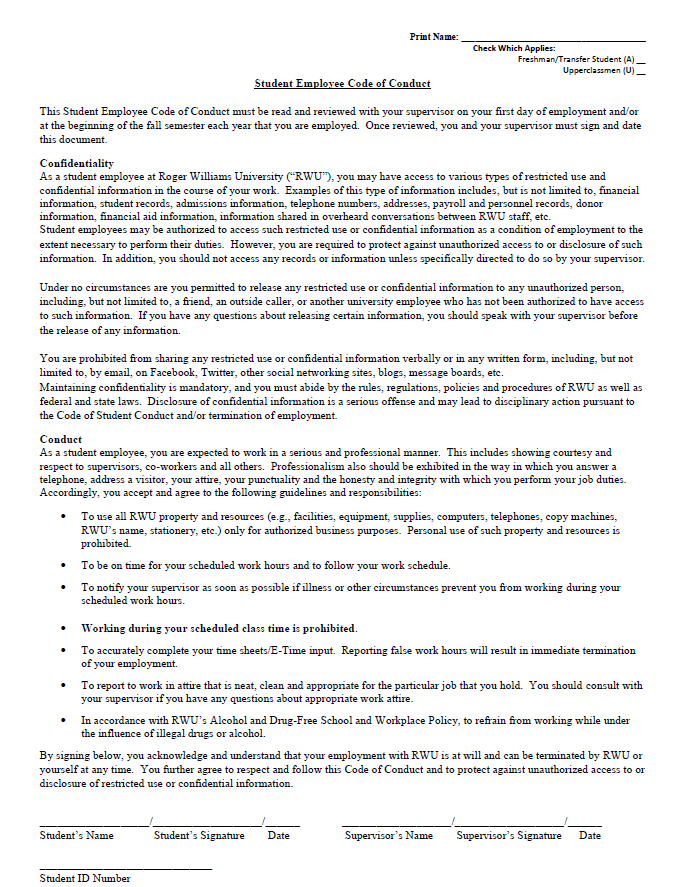 Print Name: ___________________________________
Check Which Applies:
Freshman/Transfer Student (A) __
Upperclassmen (U) __
Student Employee Code of Conduct
This Student Employee Code of Conduct must be read and reviewed with your supervisor on your first day of employment and/or
at the beginning of the fall semester each year that you are employed. Once reviewed, you and your supervisor must sign and date
this document.
Confidentiality
As a student employee at Roger Williams University (“RWU”), you may have access to various types of restricted use and
confidential information in the course of your work. Examples of this type of information includes, but is not limited to, financial
information, student records, admissions information, telephone numbers, addresses, payroll and personnel records, donor
information, financial aid information, information shared in overheard conversations between RWU staff, etc.
Student employees may be authorized to access such restricted use or confidential information as a condition of employment to the
extent necessary to perform their duties. However, you are required to protect against unauthorized access to or disclosure of such
information. In addition, you should not access any records or information unless specifically directed to do so by your supervisor.
Under no circumstances are you permitted to release any restricted use or confidential information to any unauthorized person,
including, but not limited to, a friend, an outside caller, or another university employee who has not been authorized to have access
to such information. If you have any questions about releasing certain information, you should speak with your supervisor before
the release of any information.
You are prohibited from sharing any restricted use or confidential information verbally or in any written form, including, but not
limited to, by email, on Facebook, Twitter, other social networking sites, blogs, message boards, etc.
Maintaining confidentiality is mandatory, and you must abide by the rules, regulations, policies and procedures of RWU as well as
federal and state laws. Disclosure of confidential information is a serious offense and may lead to disciplinary action pursuant to
the Code of Student Conduct and/or termination of employment.
Conduct
As a student employee, you are expected to work in a serious and professional manner. This includes showing courtesy and
respect to supervisors, co-workers and all others. Professionalism also should be exhibited in the way in which you answer a
telephone, address a visitor, your attire, your punctuality and the honesty and integrity with which you perform your job duties.
Accordingly, you accept and agree to the following guidelines and responsibilities:
• To use all RWU property and resources (e.g., facilities, equipment, supplies, computers, telephones, copy machines,
RWU’s name, stationery, etc.) only for authorized business purposes. Personal use of such property and resources is
prohibited.
• To be on time for your scheduled work hours and to follow your work schedule.
• To notify your supervisor as soon as possible if illness or other circumstances prevent you from working during your
scheduled work hours.
• Working during your scheduled class time is prohibited.
• To accurately complete your time sheets/E-Time input. Reporting false work hours will result in immediate termination
of your employment.
• To report to work in attire that is neat, clean and appropriate for the particular job that you hold. You should consult with
your supervisor if you have any questions about appropriate work attire.
• In accordance with RWU’s Alcohol and Drug-Free School and Workplace Policy, to refrain from working while under
the influence of illegal drugs or alcohol.
By signing below, you acknowledge and understand that your employment with RWU is at will and can be terminated by RWU or
yourself at any time. You further agree to respect and follow this Code of Conduct and to protect against unauthorized access to or
disclosure of restricted use or confidential information.
___________________/___________________/______ ___________________/___________________/______
Student’s Name Student’s Signature Date Supervisor’s Name Supervisor’s Signature Date
______________________________
Student ID Number